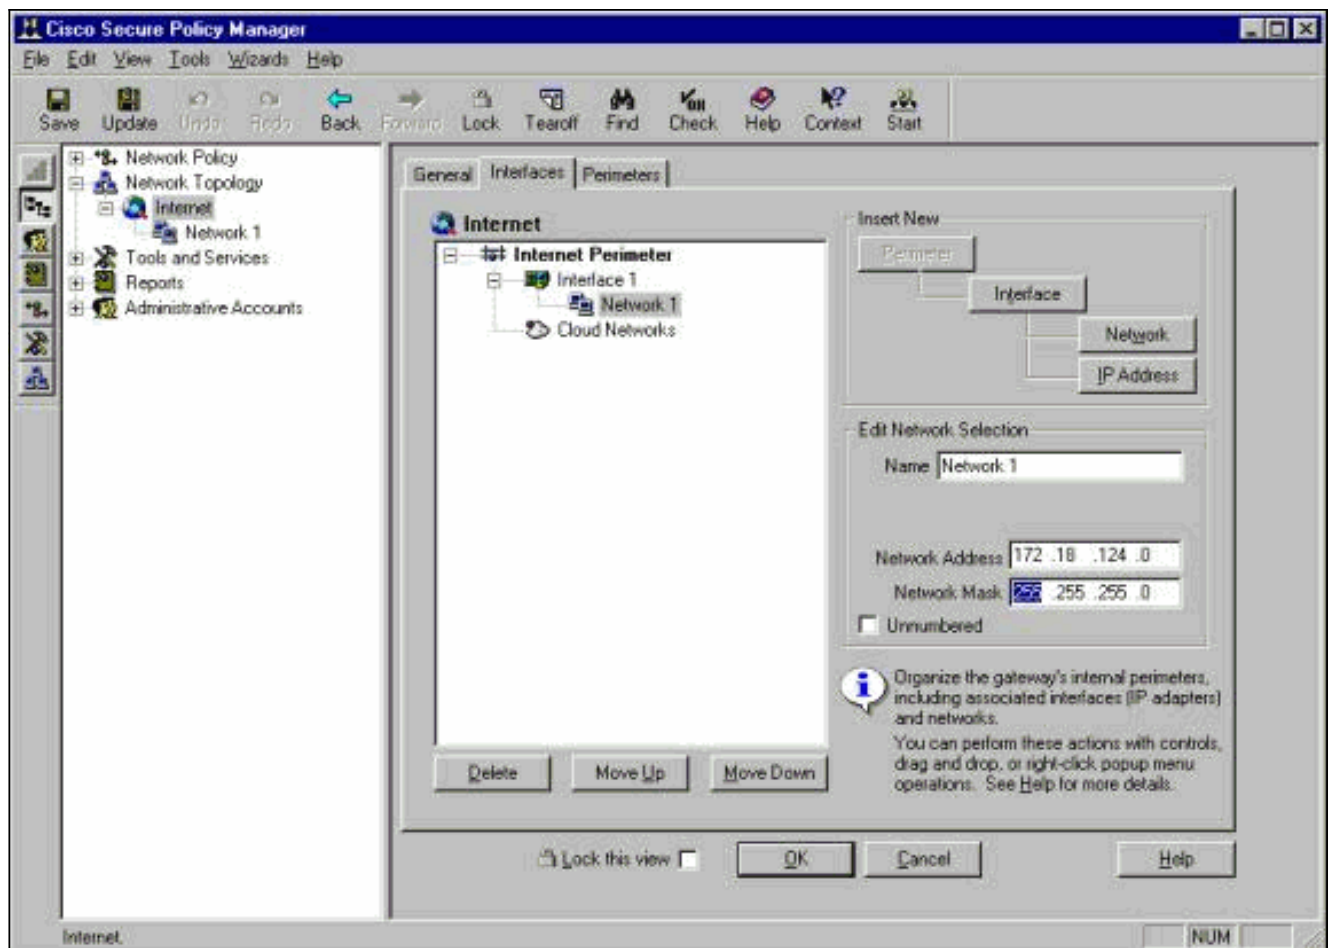 Cisco Secure Policy Manager
File Edit View Tools Wizards Help
Save Update Undo Redo Back Forward Lock Tearoff Find Check Help Context Start
Network Policy
Network Topology
Internet
Network 1
Tools and Services
Reports
Administrative Accounts
General Interfaces Perimeters
Internet
Internet Perimeter
Interface 1
Network 1
Cloud Networks
Delete Move Up Move Down
Insert New
Perimeter
Interface
Network
IP Address
Edit Network Selection
Name Network 1
Network Address 172 .18 .124 .0
Network Mask 255 .255 .255 .0
Unnumbered
Organize the gateway's internal perimeters,
including associated interfaces (IP adapters)
and networks.
You can perform these actions with controls,
drag and drop, or right-click popup menu
operations. See Help for more details.
Lock this view OK Cancel Help
Internet. NUM